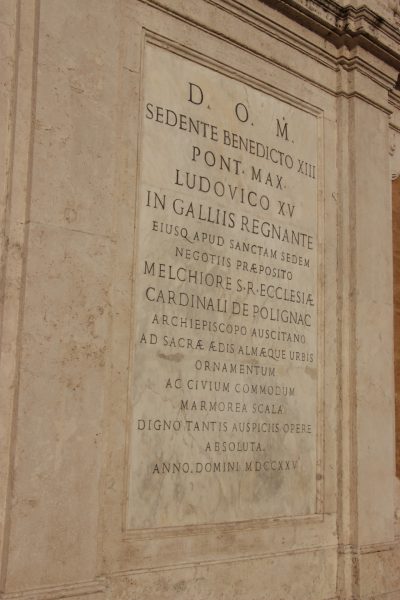 D. O. M.
SEDENTE BENEDICTO XIII
PONT. MAX.
LUDOVICO XV
IN GALLIIS REGNANTE
EIUSQ APUD SANCTAM SEDEM
NEGOTIIS PRÆPOSITO
MELCHIORE S·R·ECCLESIÆ
CARDINALI DE POLIGNAC
ARCHIEPISCOPO AUSCITANO
AD SACRÆ ÆDIS ALMÆQUE URBIS
ORNAMENTUM
AC CIVIUM COMMODUM
MARMOREA SCALA
DIGNO TANTIS AUSPICIIS OPERE
ABSOLUTA.
ANNO. DOMINI MDCCXXV